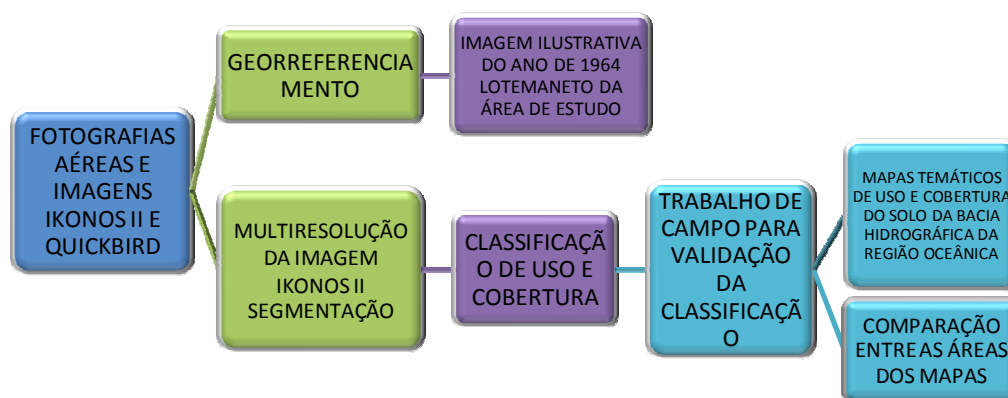 FOTOGRAFIAS
AÉREAS E
IMAGENS
IKONOS II E
QUICKBIRD
GEORREFERENCIA
MENTO
IMAGEM ILUSTRATIVA
DO ANO DE 1964
LOTEMANETO DA
ÁREA DE ESTUDO
MULTIRESOLUÇÃO
DA IMAGEM
IKONOS II
SEGMENTAÇÃO
CLASSIFICAÇÃ
O DE USO E
COBERTURA
TRABALHO DE
CAMPO PARA
VALIDAÇÃO
DA
CLASSIFICAÇÃ
O
MAPAS TEMÁTICOS
DE USO E COBERTURA
DO SOLO DA BACIA
HIDROGRÁFICA DA
REGIÃO OCEÂNICA
COMPARAÇÃO
ENTRE AS ÁREAS
DOS MAPAS